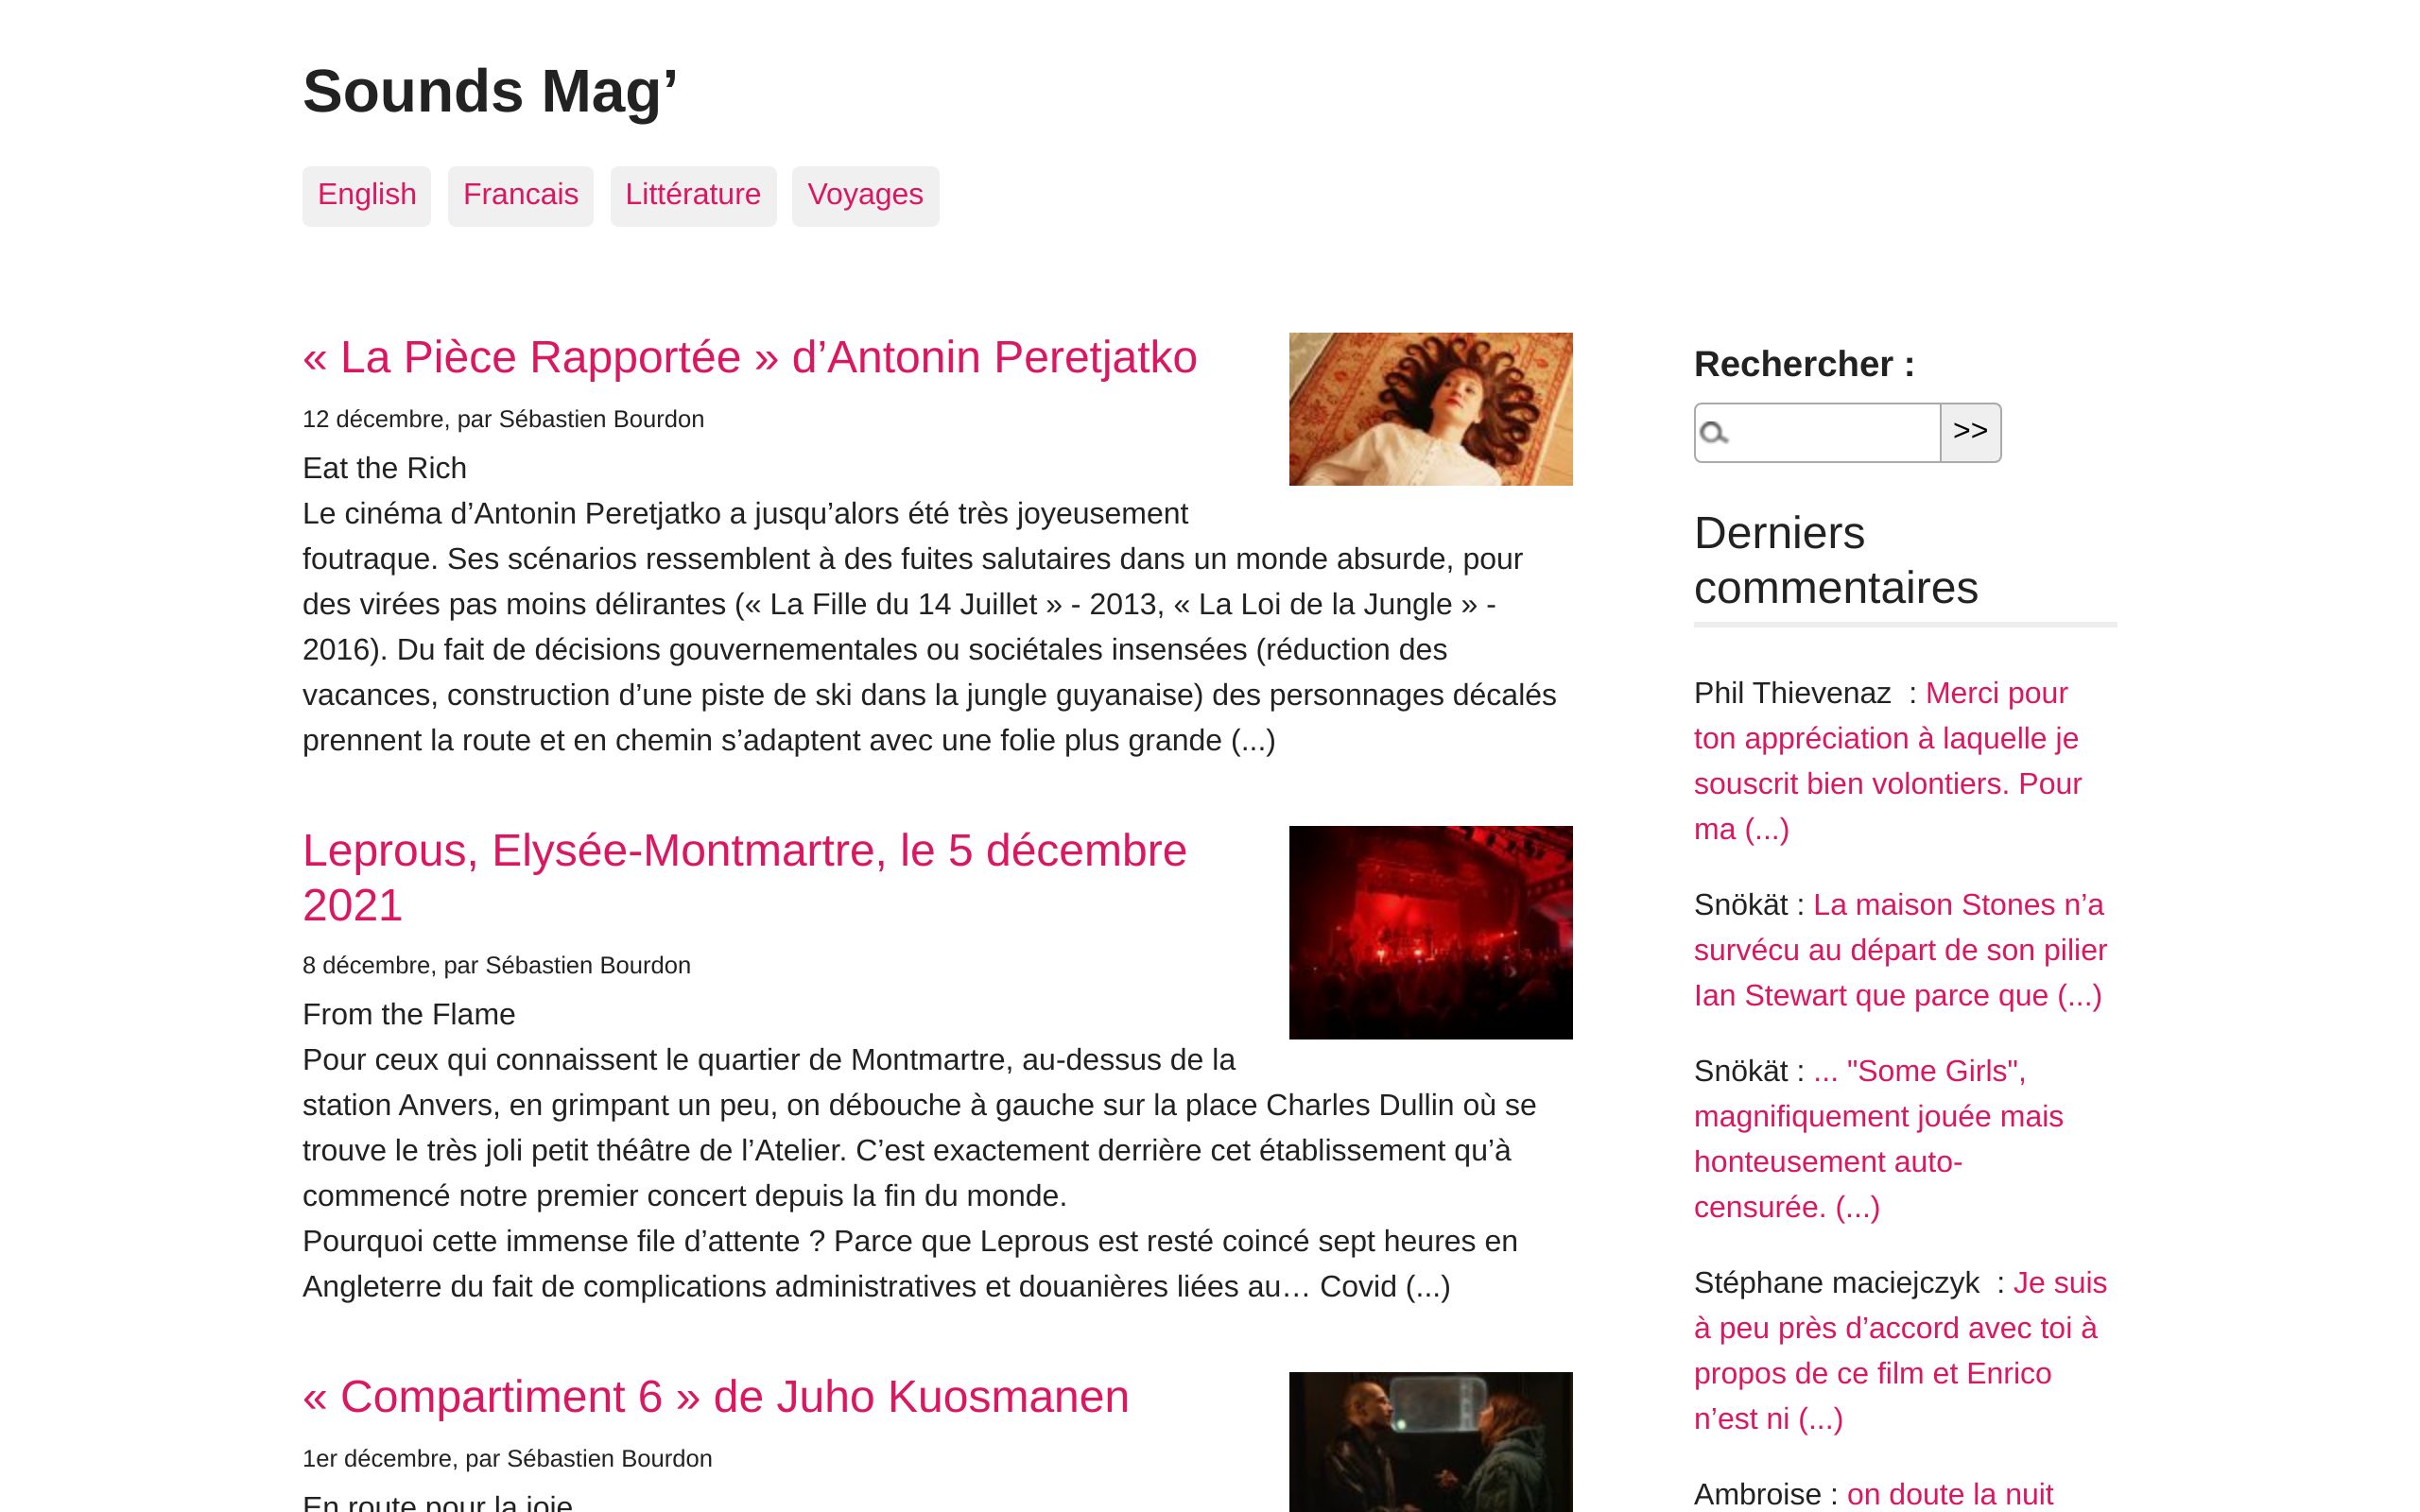 Sounds Mag’
English Francais Littérature Voyages
« La Pièce Rapportée » d’Antonin Peretjatko
12 décembre, par Sébastien Bourdon
Eat the Rich
Le cinéma d’Antonin Peretjatko a jusqu’alors été très joyeusement
foutraque. Ses scénarios ressemblent à des fuites salutaires dans un monde absurde, pour
des virées pas moins délirantes (« La Fille du 14 Juillet » - 2013, « La Loi de la Jungle » -
2016). Du fait de décisions gouvernementales ou sociétales insensées (réduction des
vacances, construction d’une piste de ski dans la jungle guyanaise) des personnages décalés
prennent la route et en chemin s’adaptent avec une folie plus grande (...)
Leprous, Elysée-Montmartre, le 5 décembre
2021
8 décembre, par Sébastien Bourdon
From the Flame
Pour ceux qui connaissent le quartier de Montmartre, au-dessus de la
station Anvers, en grimpant un peu, on débouche à gauche sur la place Charles Dullin où se
trouve le très joli petit théâtre de l’Atelier. C’est exactement derrière cet établissement qu’à
commencé notre premier concert depuis la fin du monde.
Pourquoi cette immense file d’attente ? Parce que Leprous est resté coincé sept heures en
Angleterre du fait de complications administratives et douanières liées au… Covid (...)
« Compartiment 6 » de Juho Kuosmanen
1er décembre, par Sébastien Bourdon
En route pour la joie
Rechercher :
>>
Derniers
commentaires
Phil Thievenaz  : Merci pour
ton appréciation à laquelle je
souscrit bien volontiers. Pour
ma (...)
Snökät : La maison Stones n’a
survécu au départ de son pilier
Ian Stewart que parce que (...)
Snökät : ... "Some Girls",
magnifiquement jouée mais
honteusement auto-
censurée. (...)
Stéphane maciejczyk  : Je suis
à peu près d’accord avec toi à
propos de ce film et Enrico
n’est ni (...)
Ambroise : on doute la nuit